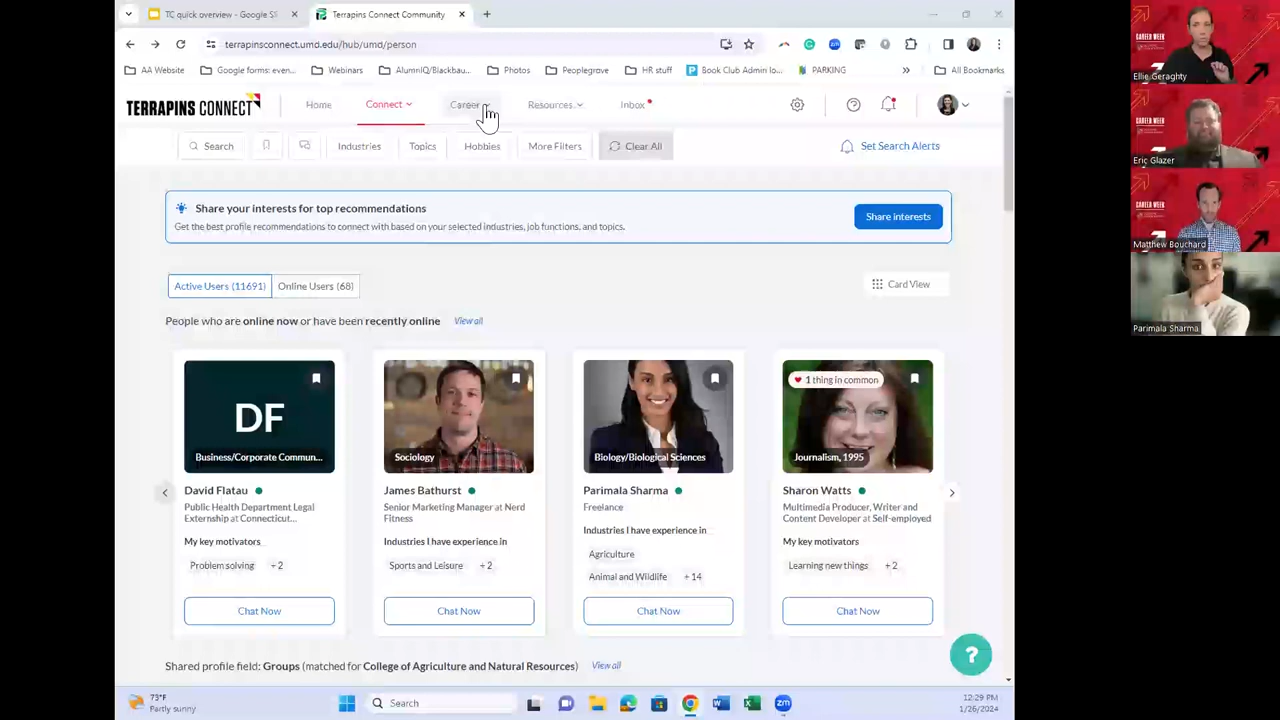 TC quick overview - Google Sli
Terrapins Connect Community
terrapinsconnect.umd.edu/hub/umd/person
AA Website
Google forms: even...
Webinars
AlumnIQ/Blackbau...
Photos
Peoplegrove
HR stuff
Book Club Admin lo...
PARKING
All Bookmarks
TERRAPINS CONNECT
Home
Connect
Career
Resources
Inbox
Search
Industries
Topics
Hobbies
More Filters
Clear All
Set Search Alerts
Share your interests for top recommendations
Get the best profile recommendations to connect with based on your selected industries, job functions, and topics.
Share interests
Active Users (11691)
Online Users (68)
Card View
People who are online now or have been recently online
View all
DF
Business/Corporate Commun...
David Flatau
Public Health Department Legal
Externship at Connecticut...
My key motivators
Problem solving
+ 2
Chat Now
Sociology
James Bathurst
Senior Marketing Manager at Nerd
Fitness
Industries I have experience in
Sports and Leisure
+ 2
Chat Now
Biology/Biological Sciences
Parimala Sharma
Freelance
Industries I have experience in
Agriculture
Animal and Wildlife
+ 14
Chat Now
1 thing in common
Journalism, 1995
Sharon Watts
Multimedia Producer, Writer and
Content Developer at Self-employed
My key motivators
Learning new things
+2
Chat Now
Shared profile field: Groups (matched for College of Agriculture and Natural Resources)
View all
?
73°F
Partly sunny
Search
12:29 PM
1/26/2024
CAREER WEEK
Ellie Geraghty
CAREER WEEK
Eric Glazer
CAREER WEEK
Matthew Bouchard
Parimala Sharma